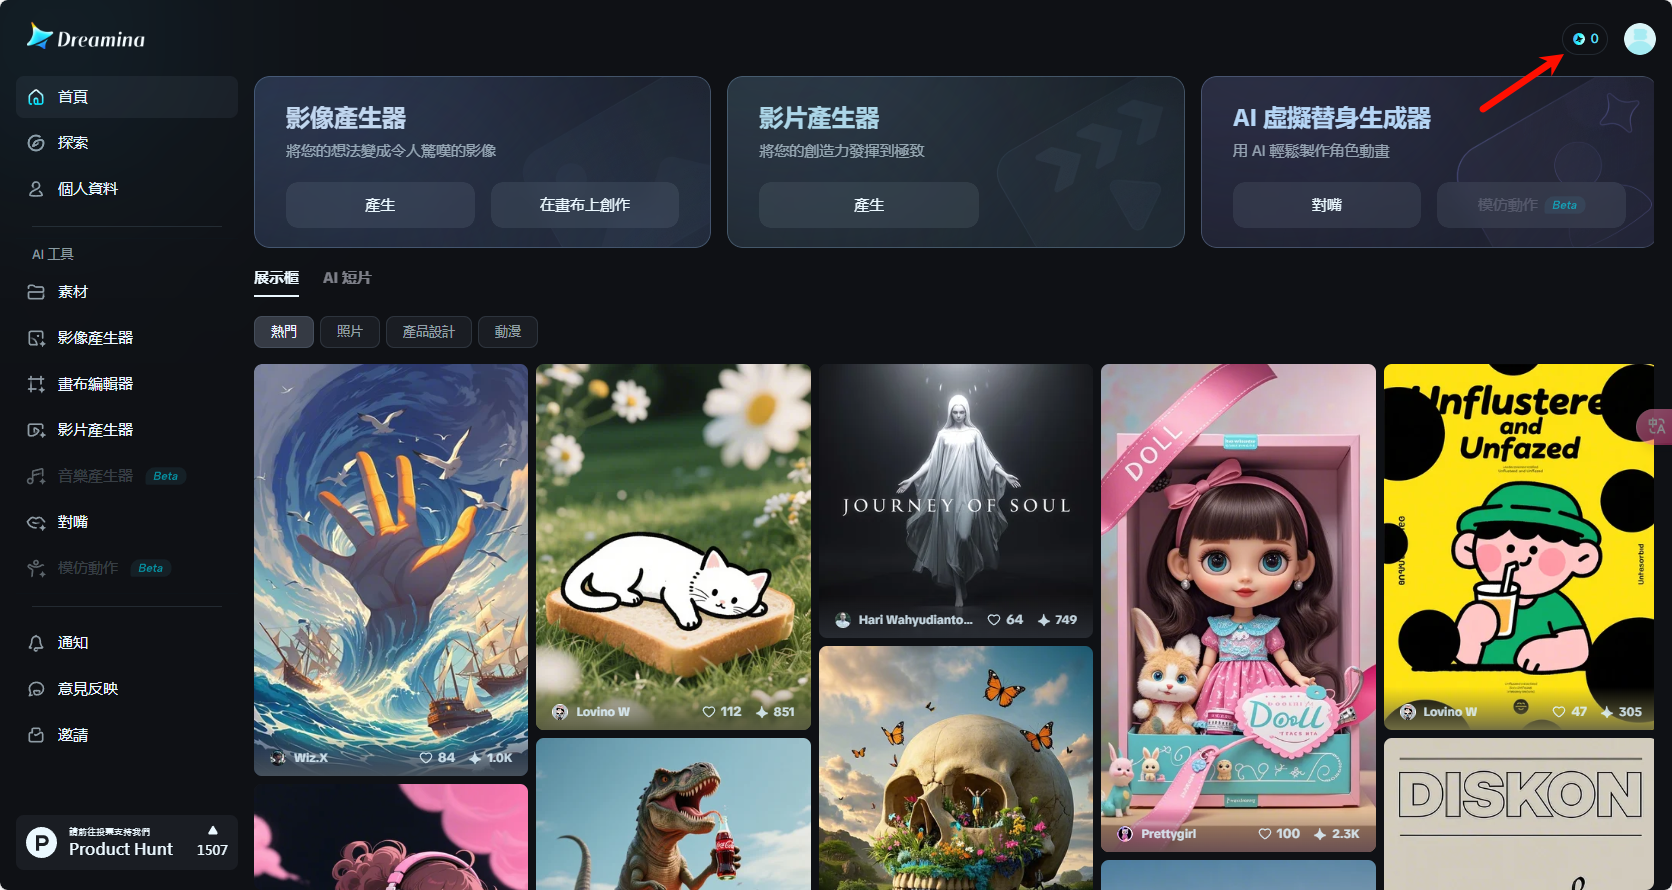 Dreamina
0
首頁
探索
個人資料
AI 工具
素材
影像產生器
畫布編輯器
影片產生器
音樂產生器 Beta
對嘴
模仿動作 Beta
通知
意見反映
邀請
請前往投票支持我們
Product Hunt
1507
影像產生器
將您的想法變成令人驚嘆的影像
產生
在畫布上創作
影片產生器
將您的創造力發揮到極致
產生
AI 虛擬替身生成器
用 AI 輕鬆製作角色動畫
對嘴
模仿動作 Beta
展示櫃
AI 短片
熱門
照片
產品設計
動漫
Wiz.X
84
1.0K
Lovino W
112
851
Coca-Cola
JOURNEY OF SOUL
Hari Wahyudianto...
64
749
DOLL
Doll
Prettygirl
100
2.3K
Unflustere
and
Unfazed
Lovino W
47
305
DISKON
中A